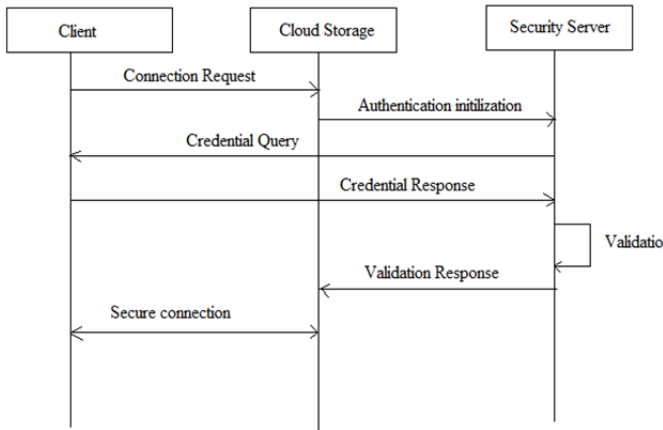 Client
Cloud Storage
Security Server
Connection Request
Authentication initilization
Credential Query
Credential Response
Validatio
Validation Response
Secure connection